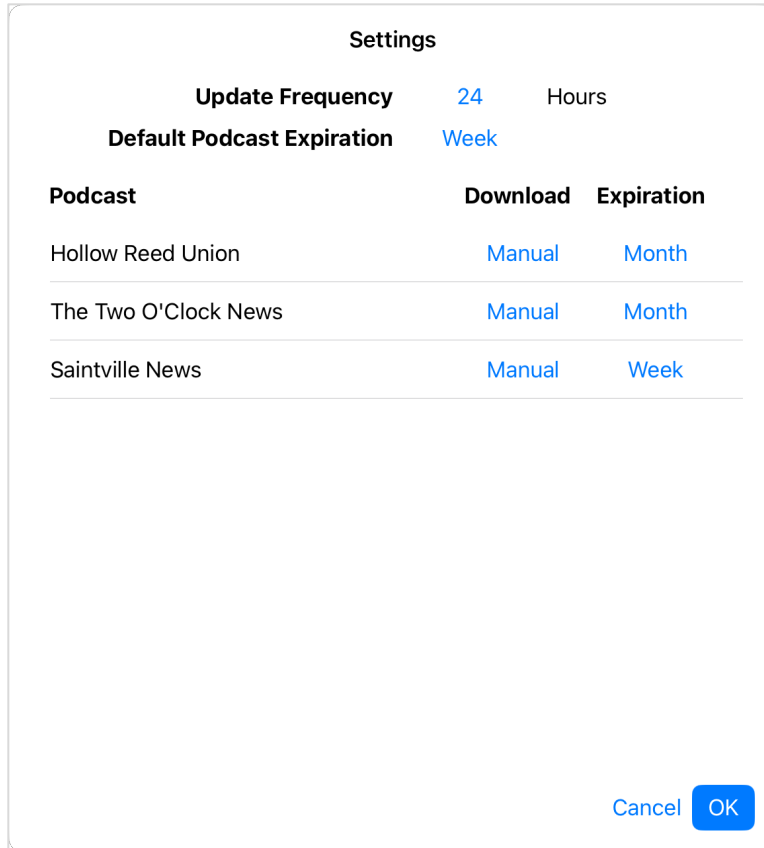 Settings
Update Frequency 24 Hours
Default Podcast Expiration Week
Podcast Download Expiration
Hollow Reed Union Manual Month
The Two O'Clock News Manual Month
Saintville News Manual Week
Cancel OK